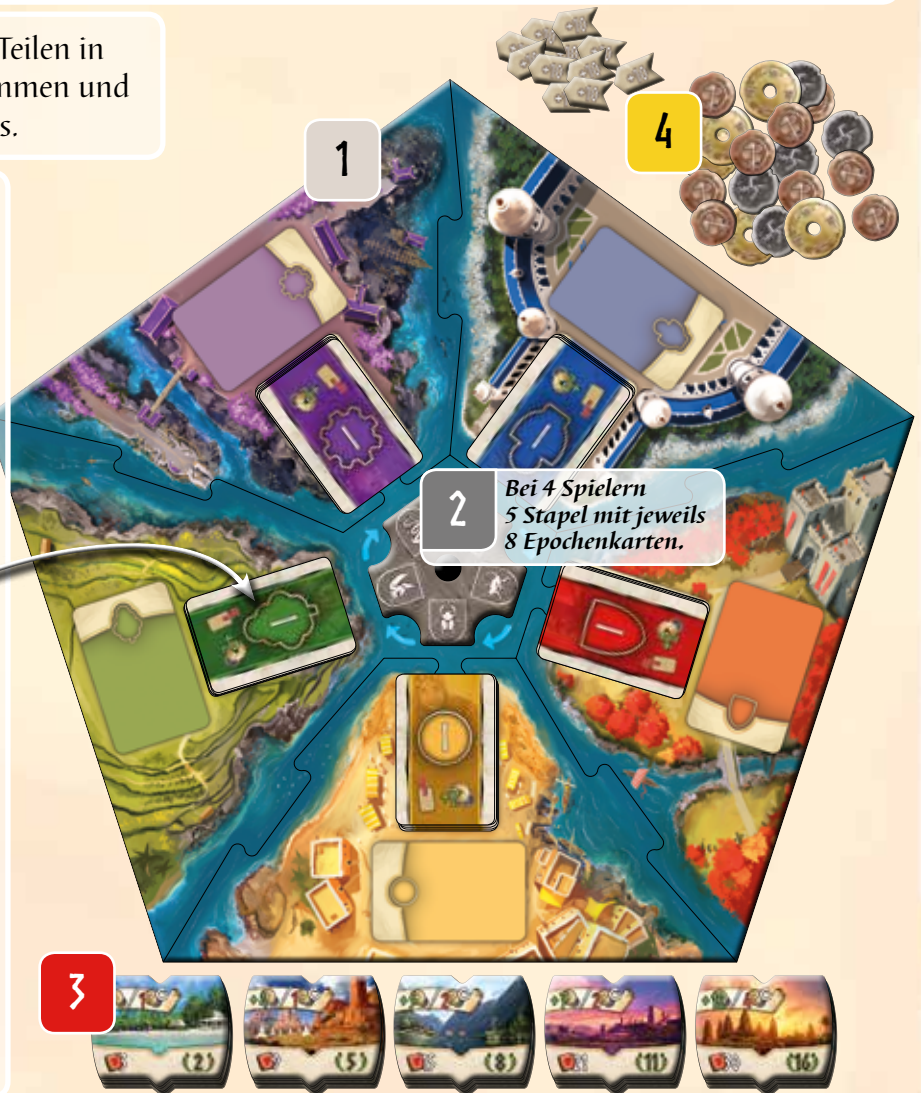 Teilen in
mmen und
s.
1
4
2
Bei 4 Spielern
5 Stapel mit jeweils
8 Epochenkarten.
3
(2)
(5)
(8)
(11)
(16)